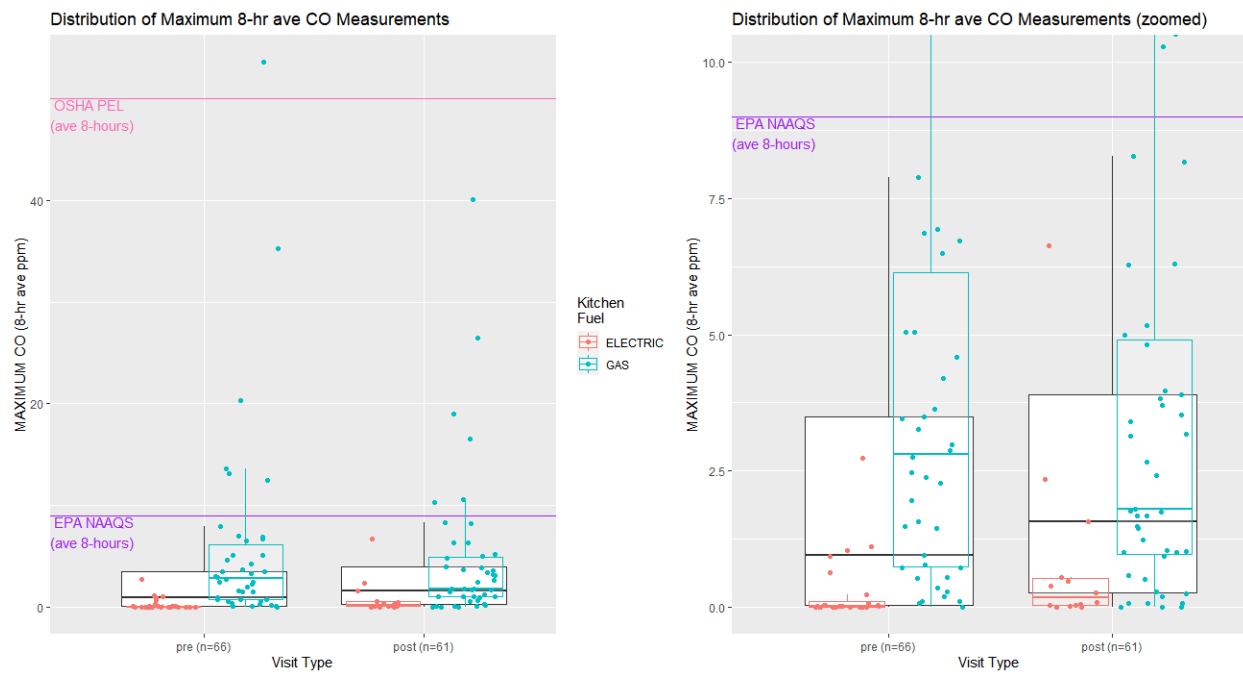 Distribution of Maximum 8-hr ave CO Measurements
OSHA PEL
(ave 8-hours)
40
20
EPA NAAQS
(ave 8-hours)
0
MAXIMUM CO (8-hr ave ppm)
pre (n=66)
post (n=61)
Visit Type
Kitchen
Fuel
ELECTRIC
GAS
Distribution of Maximum 8-hr ave CO Measurements (zoomed)
10.0
EPA NAAQS
(ave 8-hours)
7.5
5.0
2.5
0.0
MAXIMUM CO (8-hr ave ppm)
pre (n=66)
post (n=61)
Visit Type